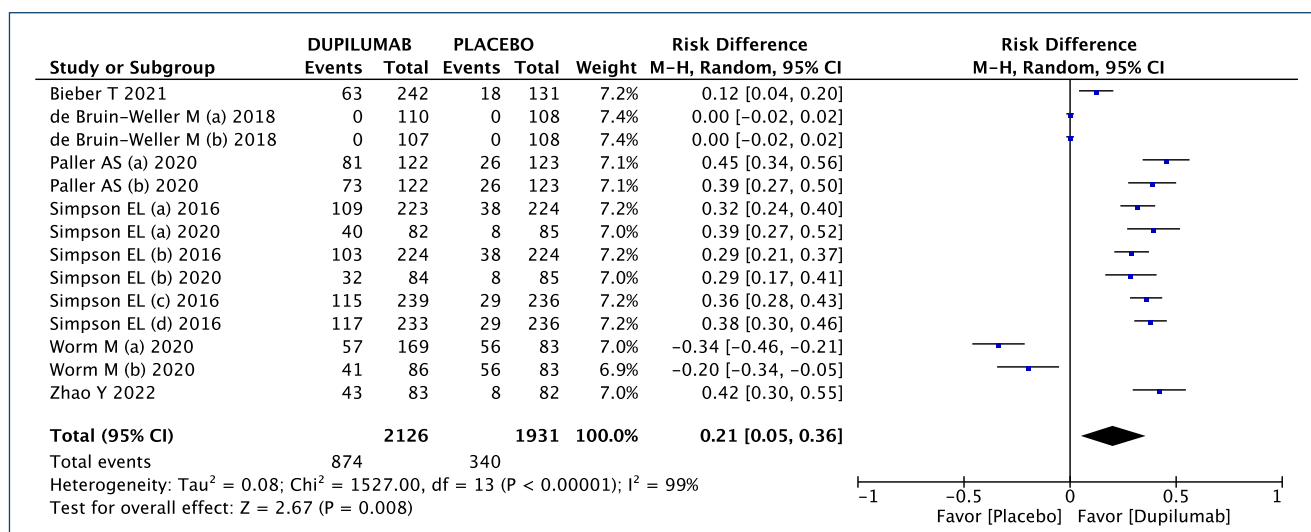 DUPILUMAB PLACEBO Risk Difference Risk Difference
Study or Subgroup Events Total Events Total Weight M-H, Random, 95% CI M-H, Random, 95% CI
Bieber T 2021 63 242 18 131 7.2% 0.12 [0.04, 0.20]
de Bruin-Weller M (a) 2018 0 110 0 108 7.4% 0.00 [-0.02, 0.02]
de Bruin-Weller M (b) 2018 0 107 0 108 7.4% 0.00 [-0.02, 0.02]
Paller AS (a) 2020 81 122 26 123 7.1% 0.45 [0.34, 0.56]
Paller AS (b) 2020 73 122 26 123 7.1% 0.39 [0.27, 0.50]
Simpson EL (a) 2016 109 223 38 224 7.2% 0.32 [0.24, 0.40]
Simpson EL (a) 2020 40 82 8 85 7.0% 0.39 [0.27, 0.52]
Simpson EL (b) 2016 103 224 38 224 7.2% 0.29 [0.21, 0.37]
Simpson EL (b) 2020 32 84 8 85 7.0% 0.29 [0.17, 0.41]
Simpson EL (c) 2016 115 239 29 236 7.2% 0.36 [0.28, 0.43]
Simpson EL (d) 2016 117 233 29 236 7.2% 0.38 [0.30, 0.46]
Worm M (a) 2020 57 169 56 83 7.0% -0.34 [-0.46, -0.21]
Worm M (b) 2020 41 86 56 83 6.9% -0.20 [-0.34, -0.05]
Zhao Y 2022 43 83 8 82 7.0% 0.42 [0.30, 0.55]
Total (95% CI) 2126 1931 100.0% 0.21 [0.05, 0.36]
Total events 874 340
Heterogeneity: Tau² = 0.08; Chi² = 1527.00, df = 13 (P < 0.00001); I² = 99%
Test for overall effect: Z = 2.67 (P = 0.008)
-1 -0.5 0 0.5 1
Favor [Placebo] Favor [Dupilumab]